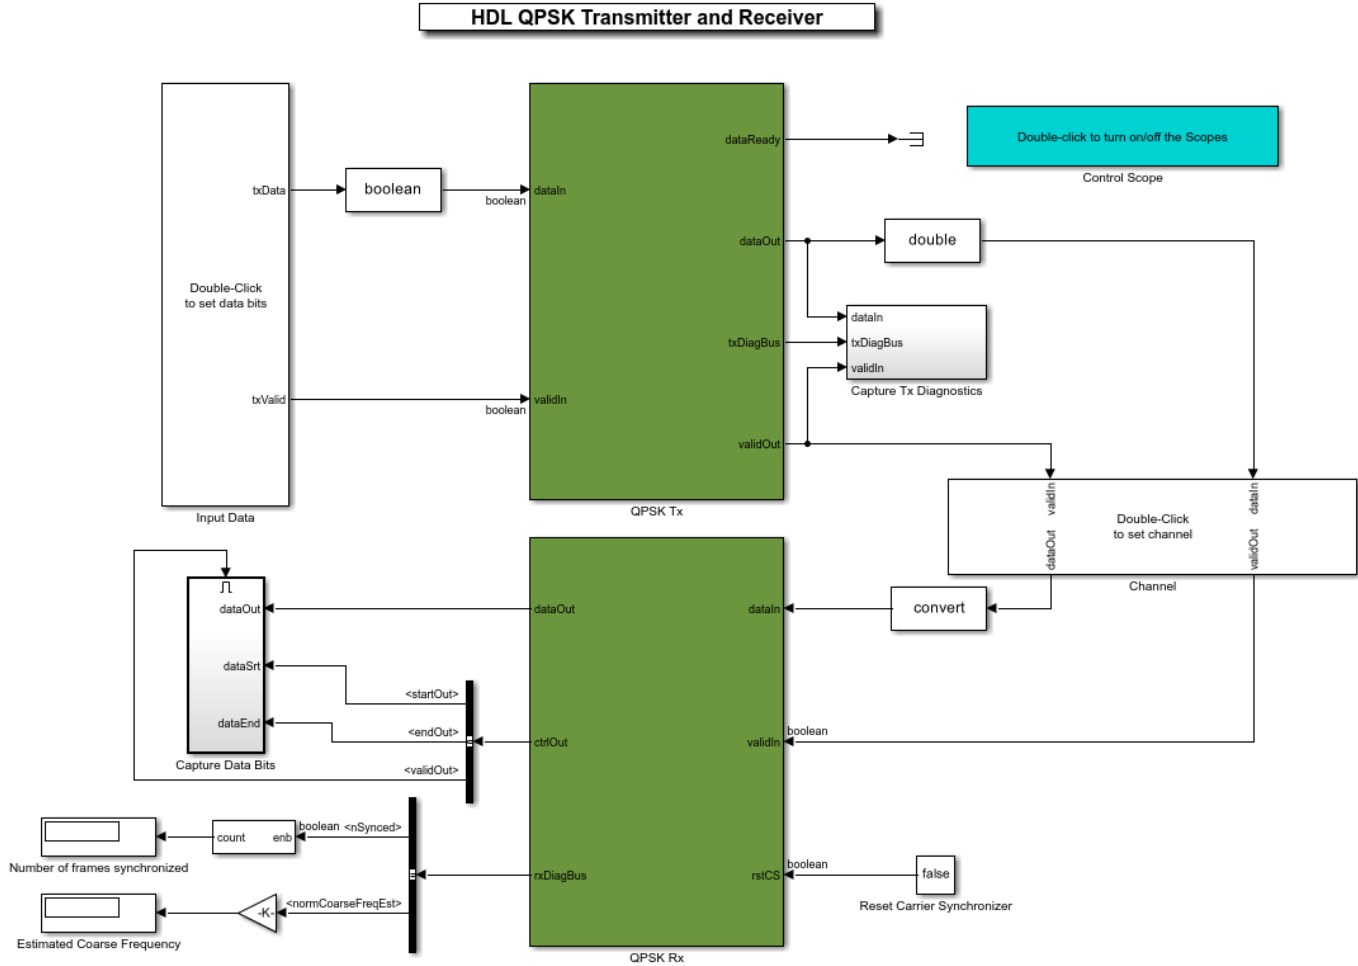 HDL QPSK Transmitter and Receiver
txData
boolean
boolean
dataIn
dataReady
Double-click to turn on/off the Scopes
Control Scope
dataOut
double
Double-Click
to set data bits
dataIn
txDiagBus
txDiagBus
validIn
Capture Tx Diagnostics
txValid
boolean
validIn
validOut
Input Data
QPSK Tx
validIn
dataIn
Double-Click
to set channel
dataOut
validOut
Channel
dataOut
dataOut
dataIn
convert
dataSrt
<startOut>
dataEnd
<endOut>
ctrlOut
validIn
boolean
Capture Data Bits
<validOut>
count
enb
boolean
<nSynced>
Number of frames synchronized
rxDiagBus
rstCS
boolean
false
Reset Carrier Synchronizer
-K-
<normCoarseFreqEst>
Estimated Coarse Frequency
QPSK Rx